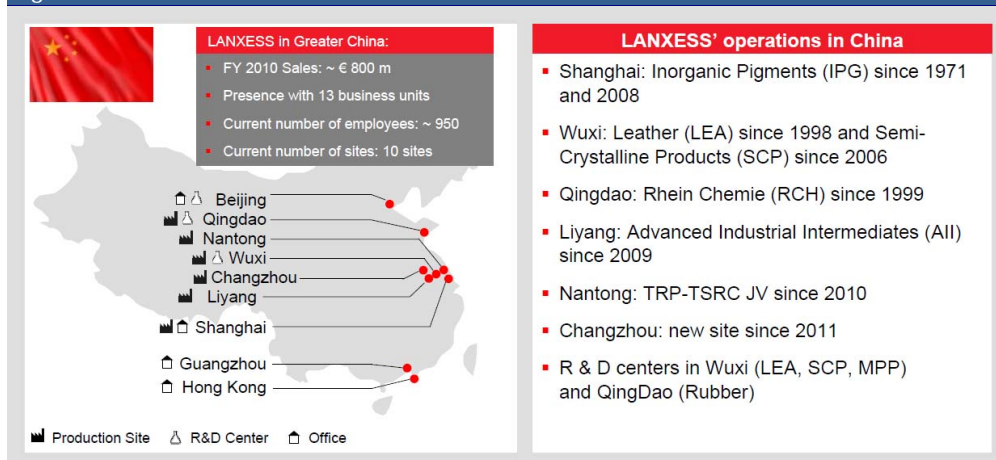 LANXESS in Greater China:
FY 2010 Sales: ~ € 800 m
Presence with 13 business units
Current number of employees: ~ 950
Current number of sites: 10 sites
Beijing
Qingdao
Nantong
Wuxi
Changzhou
Liyang
Shanghai
Guangzhou
Hong Kong
Production Site
R&D Center
Office
LANXESS' operations in China
Shanghai: Inorganic Pigments (IPG) since 1971
and 2008
Wuxi: Leather (LEA) since 1998 and Semi-
Crystalline Products (SCP) since 2006
Qingdao: Rhein Chemie (RCH) since 1999
Liyang: Advanced Industrial Intermediates (AII)
since 2009
Nantong: TRP-TSRC JV since 2010
Changzhou: new site since 2011
R & D centers in Wuxi (LEA, SCP, MPP)
and QingDao (Rubber)